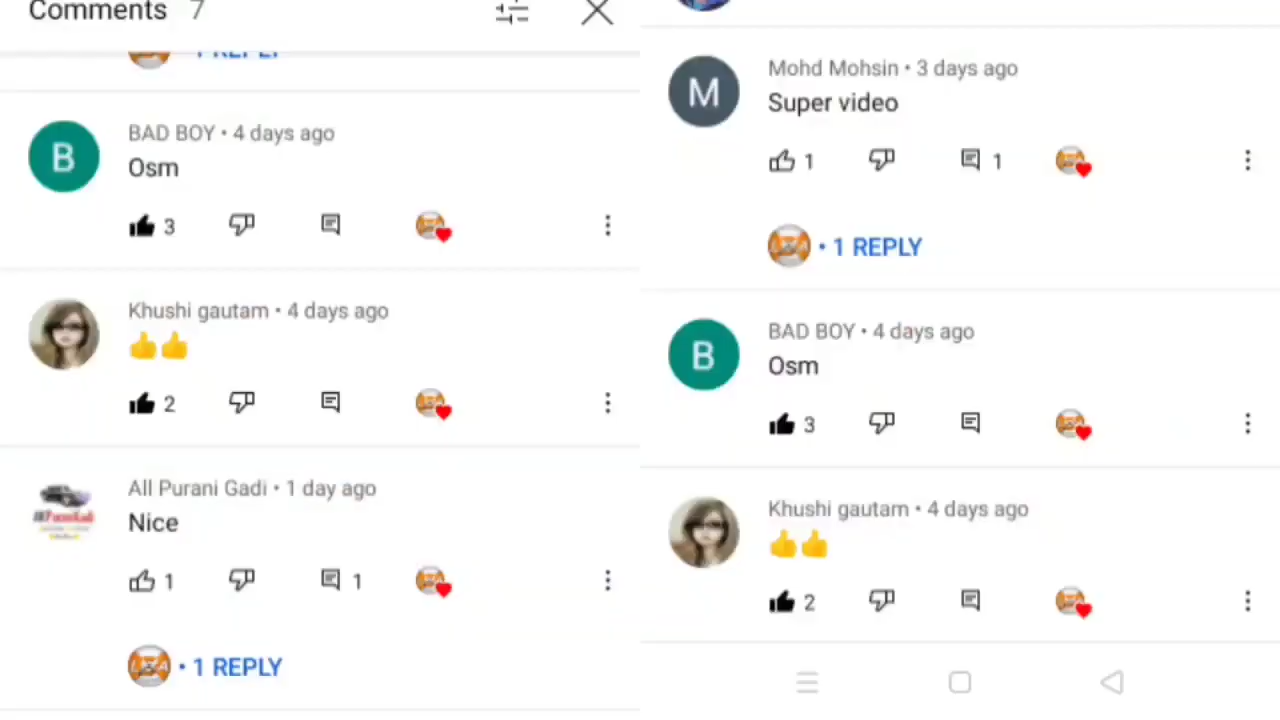 Comments 7
1 REPLY
B
BAD BOY • 4 days ago
Osm
3
Khushi gautam • 4 days ago
👍👍
2
All Purani Gadi • 1 day ago
Nice
1 1
• 1 REPLY
M
Mohd Mohsin • 3 days ago
Super video
1 1
• 1 REPLY
B
BAD BOY • 4 days ago
Osm
3
Khushi gautam • 4 days ago
👍👍
2